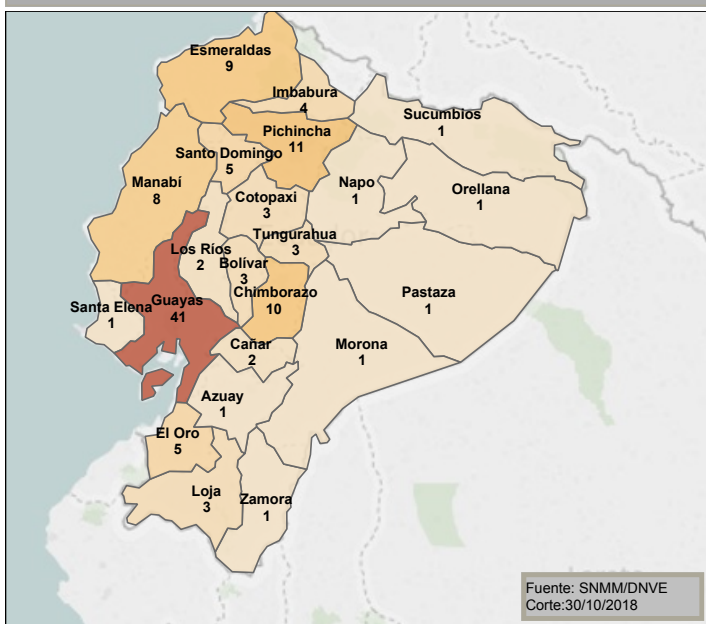 Esmeraldas
9
Imbabura
4
Sucumbios
1
Pichincha
11
Santo Domingo
5
Manabí
8
Napo
1
Orellana
1
Cotopaxi
3
Tungurahua
3
Los Ríos
2
Bolívar
3
Chimborazo
10
Pastaza
1
Santa Elena
1
Guayas
41
Cañar
2
Morona
1
Azuay
1
El Oro
5
Loja
3
Zamora
1
Fuente: SNMM/DNVE
Corte:30/10/2018